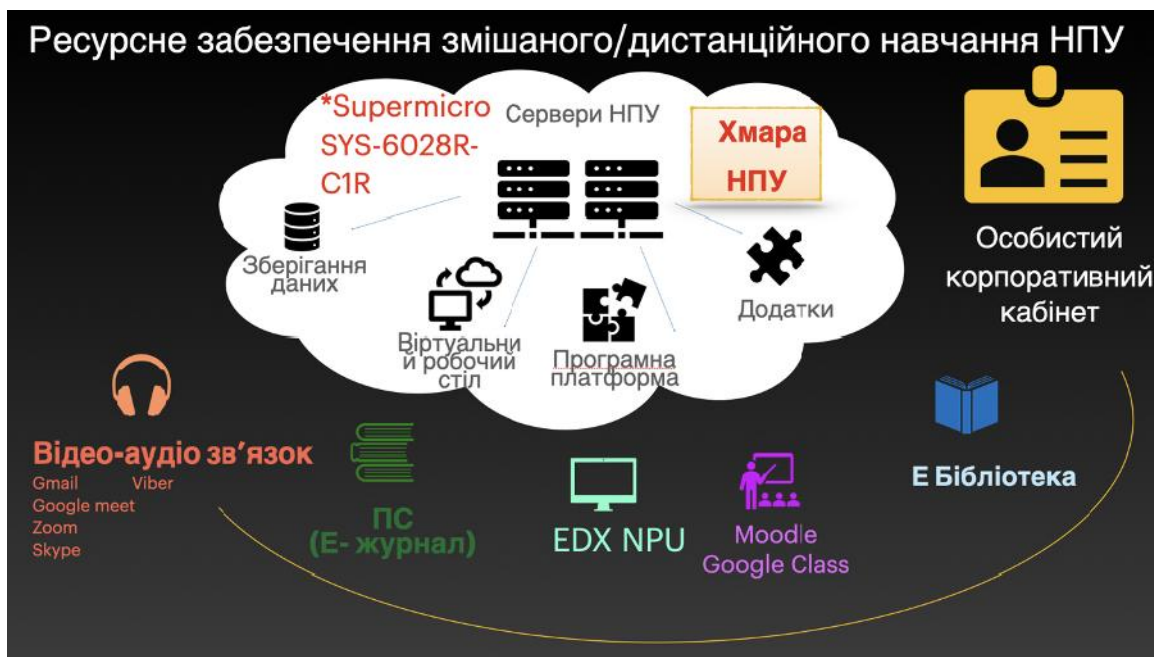 Ресурсне забезпечення змішаного/дистанційного навчання НПУ
*Supermicro
SYS-6028R-
C1R
Сервери НПУ
Хмара
НПУ
Зберігання
даних
Віртуальни
й робочий
стіл
Програмна
платформа
Додатки
Особистий
корпоративний
кабінет
Відео-аудіо зв’язок
Gmail Viber
Google meet
Zoom
Skype
ПС
(Е- журнал)
EDX NPU
Moodle
Google Class
Е Бібліотека